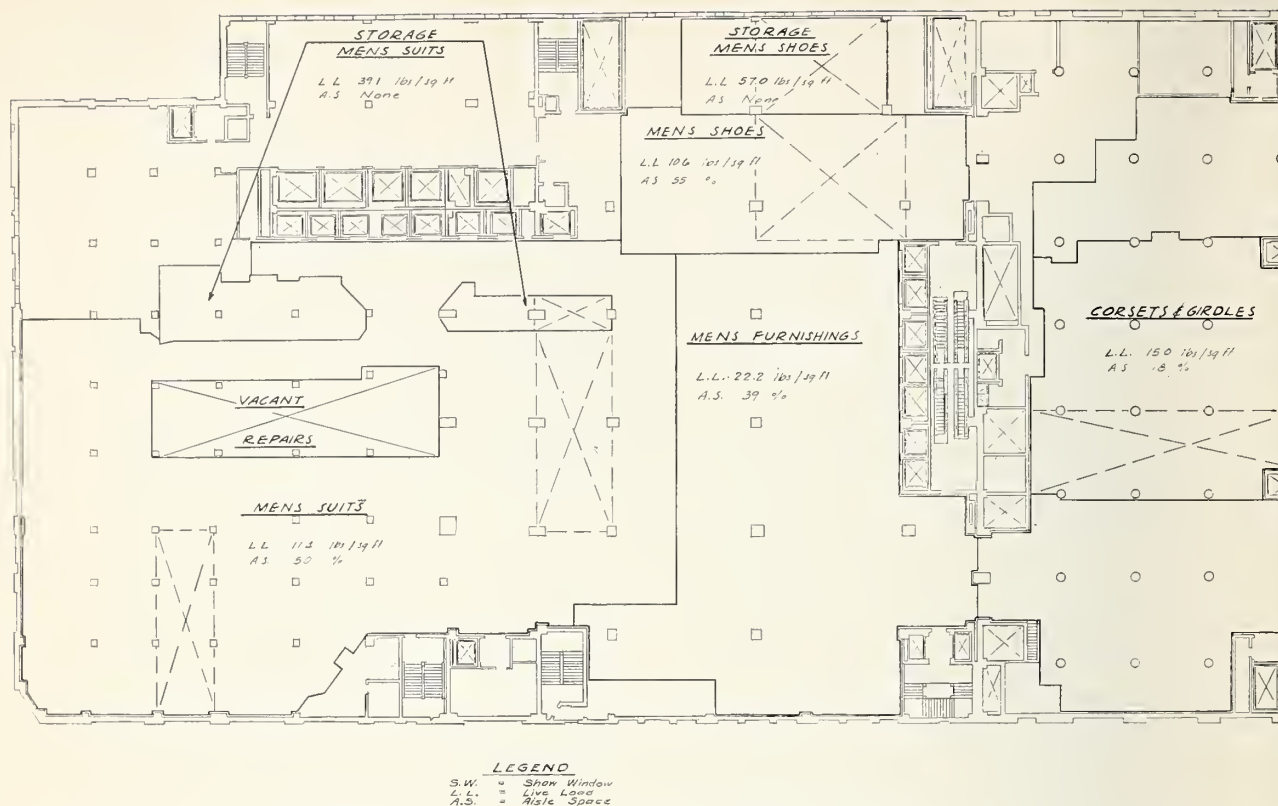 STORAGE
MENS SUITS
L.L 39.1 lbs/sq ft
A.S None
STORAGE
MENS SHOES
L.L 57.0 lbs/sq ft
A.S None
MENS SHOES
L.L 10.6 lbs/sq ft
A.S 55 %
MENS FURNISHINGS
L.L. 22.2 lbs/sq ft
A.S. 39 %
CORSETS & GIRDLES
L.L. 15.0 lbs/sq ft
A.S 18 %
VACANT
REPAIRS
MENS SUITS
L.L 11.3 lbs/sq ft
A.S. 50 %
LEGEND
S.W. = Show Window
L.L. = Live Load
A.S. = Aisle Space